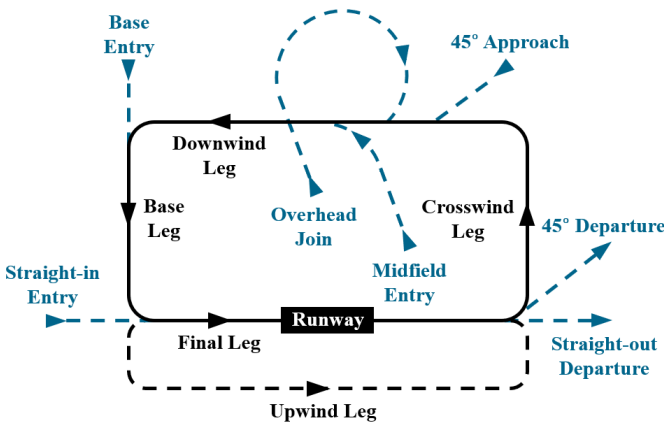 Base
Entry
45° Approach
Downwind
Leg
Base
Leg
Overhead
Join
Crosswind
Leg
45° Departure
Midfield
Entry
Straight-in
Entry
Runway
Final Leg
Straight-out
Departure
Upwind Leg